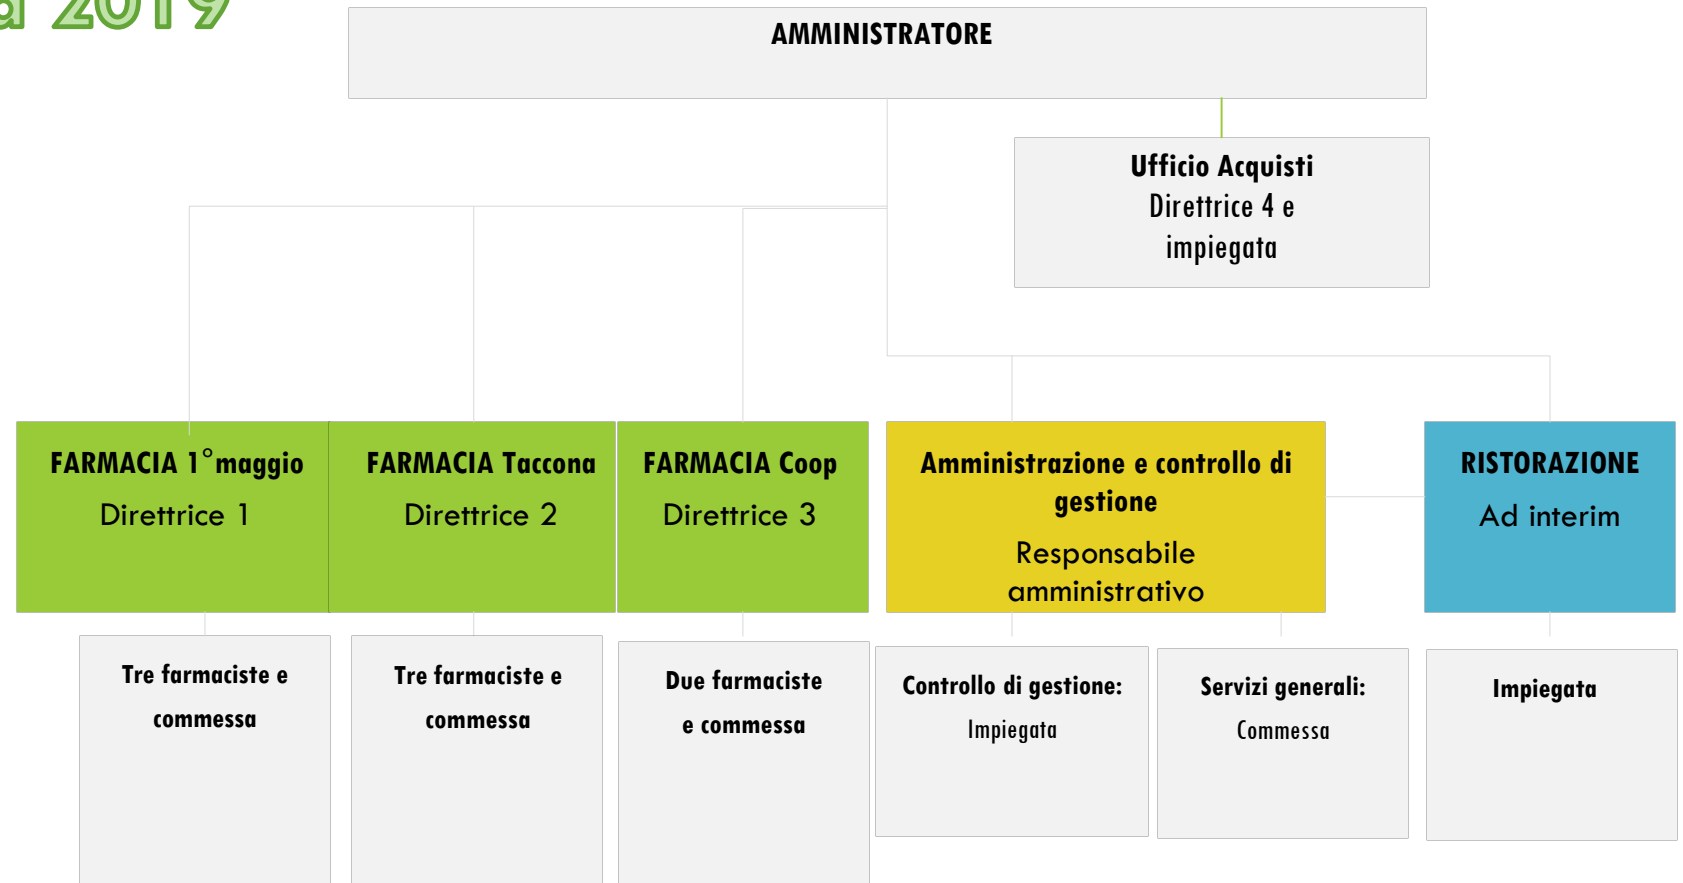 2019
AMMINISTRATORE
Ufficio Acquisti
Direttrice 4 e
impiegata
FARMACIA 1°maggio
Direttrice 1
FARMACIA Taccona
Direttrice 2
FARMACIA Coop
Direttrice 3
Amministrazione e controllo di
gestione
Responsabile
amministrativo
RISTORAZIONE
Ad interim
Tre farmaciste e
commessa
Tre farmaciste e
commessa
Due farmaciste
e commessa
Controllo di gestione:
Impiegata
Servizi generali:
Commessa
Impiegata